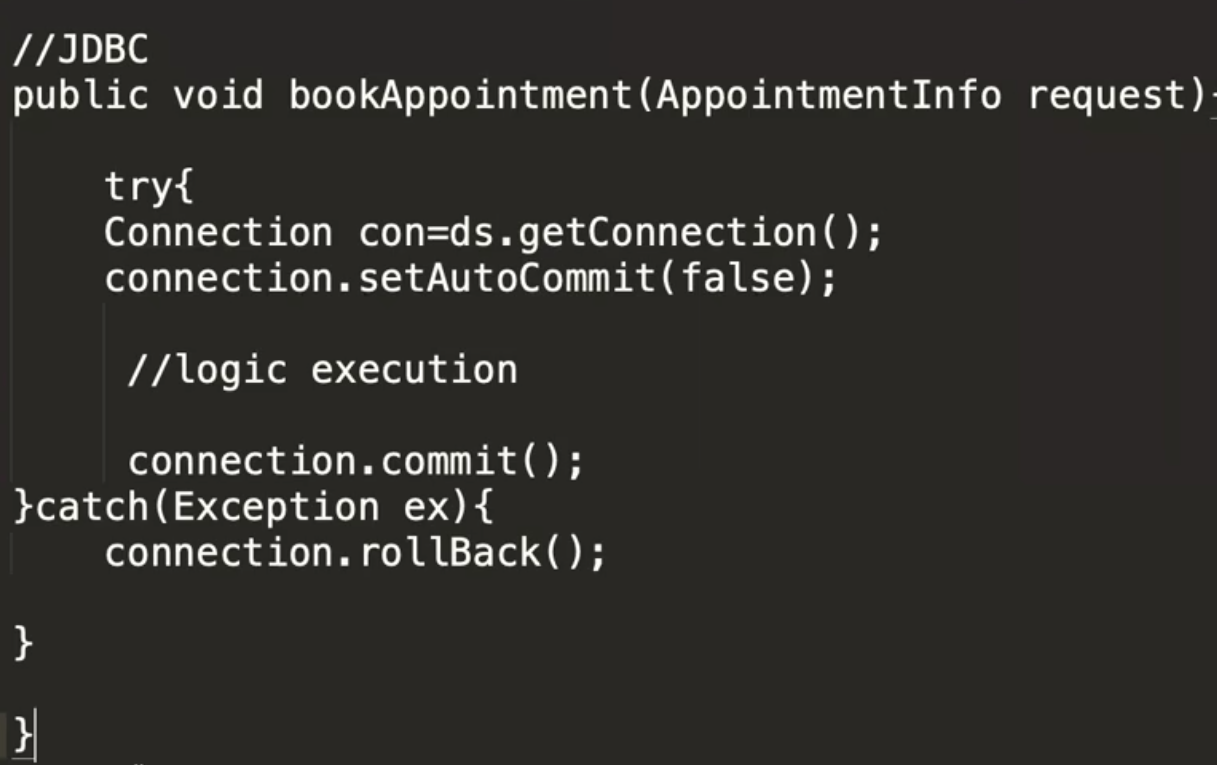 //JDBC
public void bookAppointment(AppointmentInfo request){
try{
Connection con=ds.getConnection();
connection.setAutoCommit(false);
//logic execution
connection.commit();
}catch(Exception ex){
connection.rollBack();
}
}